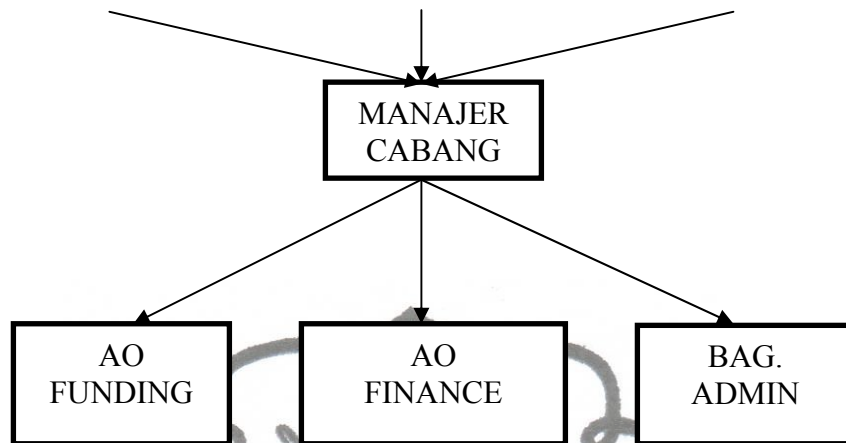 MANAJER
CABANG
AO
FUNDING
AO
FINANCE
BAG.
ADMIN